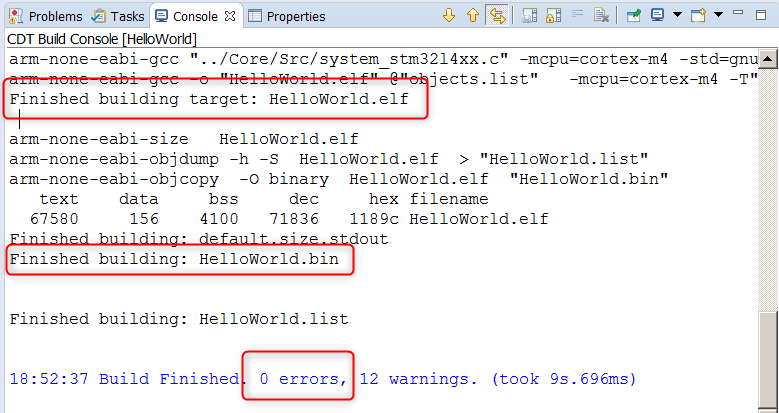 Problems Tasks Console Properties
CDT Build Console [HelloWorld]
arm-none-eabi-gcc "../Core/Src/system_stm32l4xx.c" -mcpu=cortex-m4 -std=gnu
arm-none-eabi-gcc -o "HelloWorld.elf" @"objects.list"   -mcpu=cortex-m4 -T"
Finished building target: HelloWorld.elf
arm-none-eabi-size   HelloWorld.elf
arm-none-eabi-objdump -h -S  HelloWorld.elf  > "HelloWorld.list"
arm-none-eabi-objcopy  -O binary  HelloWorld.elf  "HelloWorld.bin"
   text    data     bss     dec     hex filename
  67580     156    4100   71836   1189c HelloWorld.elf
Finished building: default.size.stdout
Finished building: HelloWorld.bin
Finished building: HelloWorld.list
18:52:37 Build Finished. 0 errors, 12 warnings. (took 9s.696ms)